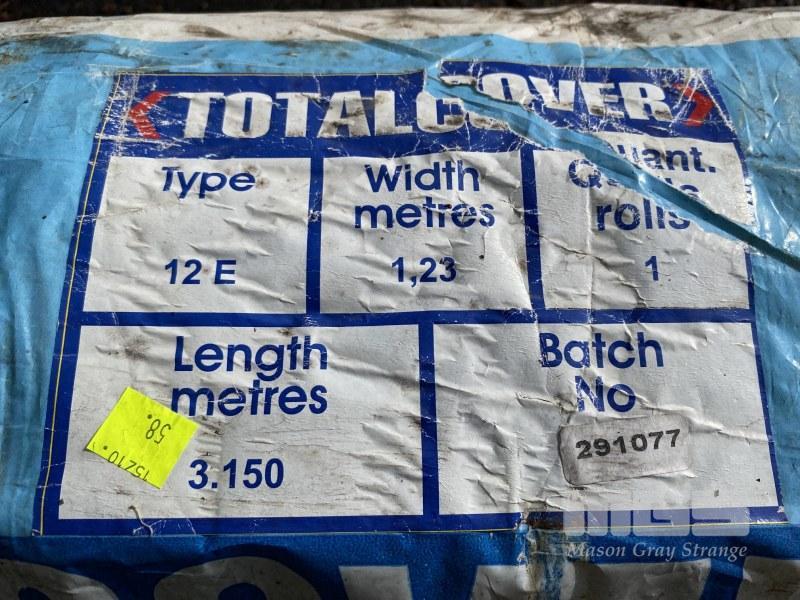 TOTALCOVER
Type
12 E
Width
metres
1,23
Quant.
rolls
1
Length
metres
3.150
Batch
No
291077
15210.
58.
Mason Gray Strange